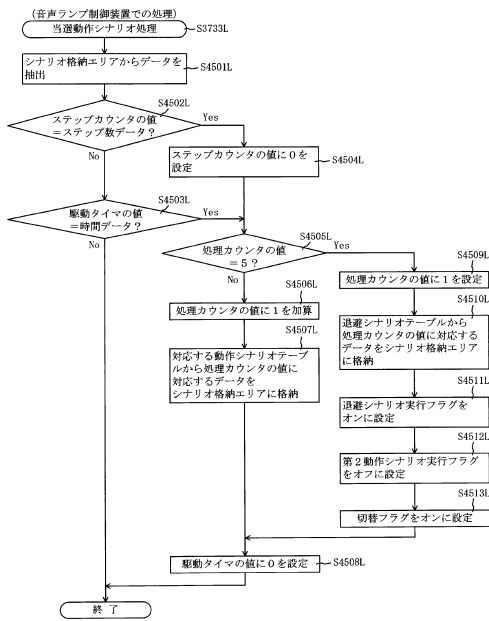 (音声ランプ制御装置での処理)
当選動作シナリオ処理
S3733L
シナリオ格納エリアからデータを
抽出
S4501L
S4502L
ステップカウンタの値
=ステップ数データ?
Yes
No
ステップカウンタの値に0を
設定
S4504L
S4503L
駆動タイマの値
=時間データ?
Yes
No
S4505L
処理カウンタの値
=5?
Yes
No
S4506L
処理カウンタの値に1を加算
S4507L
対応する動作シナリオテーブ
ルから処理カウンタの値に
対応するデータを
シナリオ格納エリアに格納
S4509L
処理カウンタの値に1を設定
S4510L
退避シナリオテーブルから
処理カウンタの値に対応する
データをシナリオ格納エリア
に格納
S4511L
退避シナリオ実行フラグを
オンに設定
S4512L
第2動作シナリオ実行フラグ
をオフに設定
S4513L
切替フラグをオンに設定
駆動タイマの値に0を設定
S4508L
終了